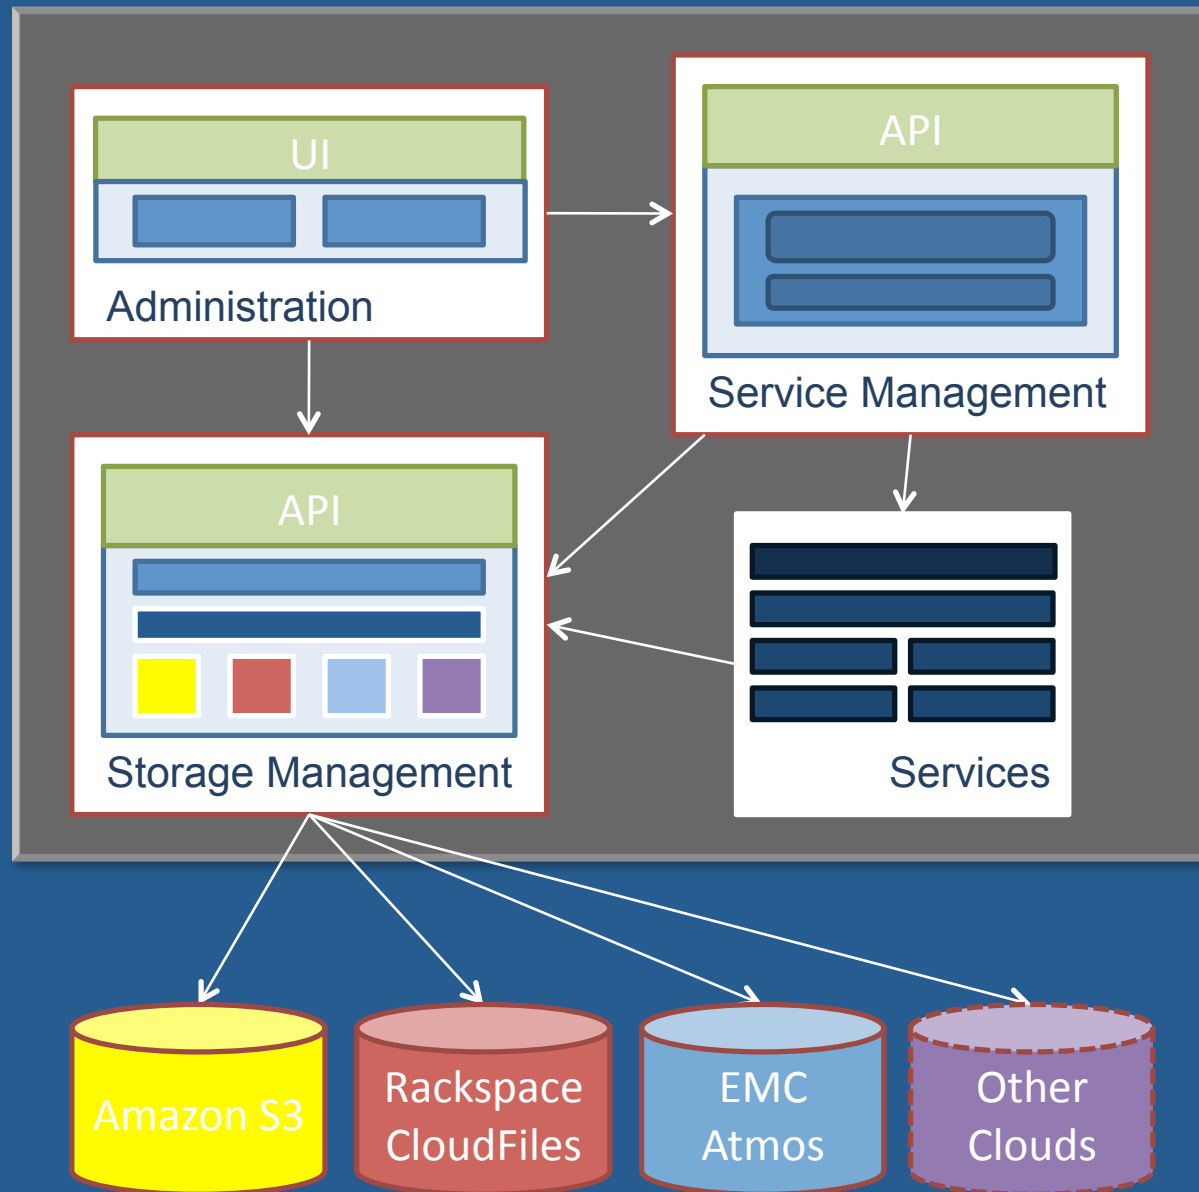 UI
Administration
API
Service Management
API
Storage Management
Services
Amazon S3
Rackspace
CloudFiles
EMC
Atmos
Other
Clouds